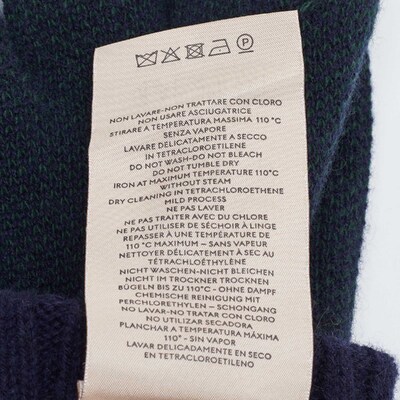 P
NON LAVARE-NON TRATTARE CON CLORO
NON USARE ASCIUGATRICE
STIRARE A TEMPERATURA MASSIMA 110 °C
SENZA VAPORE
LAVARE DELICATAMENTE A SECCO
IN TETRACLOROETILENE
DO NOT WASH-DO NOT BLEACH
DO NOT TUMBLE DRY
IRON AT MAXIMUM TEMPERATURE 110°C
WITHOUT STEAM
DRY CLEANING IN TETRACHLOROETHENE
MILD PROCESS
NE PAS LAVER
NE PAS TRAITER AVEC DU CHLORE
NE PAS UTILISER DE SÉCHOIR À LINGE
REPASSER À UNE TEMPÉRATURE DE
110°C MAXIMUM – SANS VAPEUR
NETTOYER DÉLICATEMENT À SEC AU
TÉTRACHLOÉTHYLÈNE
NICHT WASCHEN-NICHT BLEICHEN
NICHT IM TROCKNER TROCKNEN
BÜGELN BIS ZU 110°C - OHNE DAMPF
CHEMISCHE REINIGUNG MIT
PERCHLORETHYLEN – SCHONGANG
NO LAVAR-NO TRATAR CON CLORO
NO UTILIZAR SECADORA
PLANCHAR A TEMPERATURA MÁXIMA
110° - SIN VAPOR
LAVAR DELICADAMENTE EN SECO
EN TETRACLOROETILENO